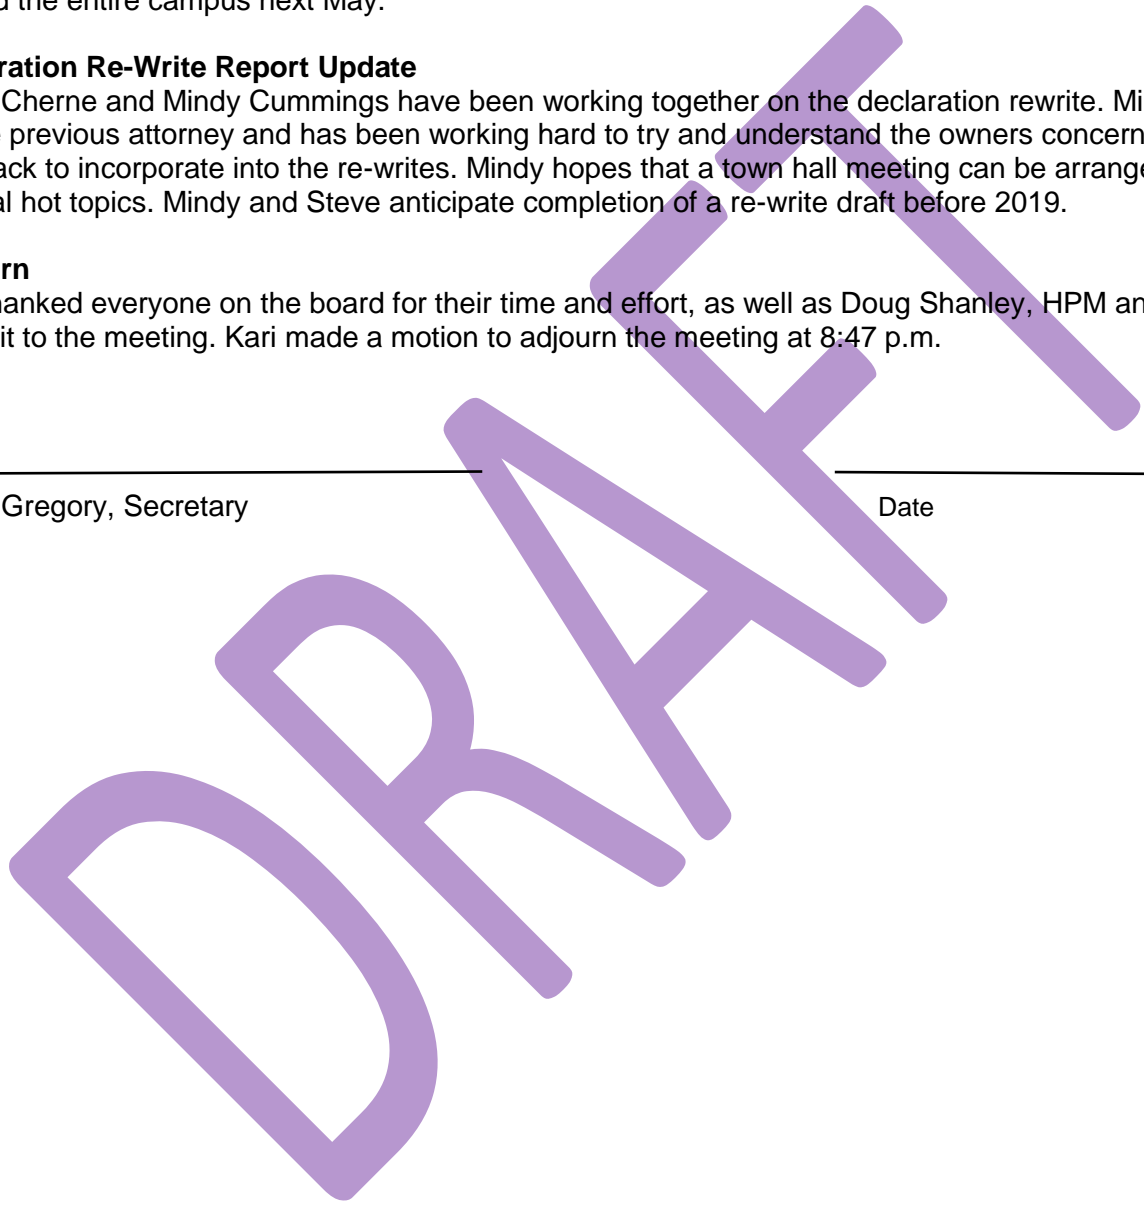 the entire campus next May.
ration Re-Write Report Update
Cherne and Mindy Cummings have been working together on the declaration rewrite. Mi
previous attorney and has been working hard to try and understand the owners concern
ack to incorporate into the re-writes. Mindy hopes that a town hall meeting can be arrange
al hot topics. Mindy and Steve anticipate completion of a re-write draft before 2019.
rn
anked everyone on the board for their time and effort, as well as Doug Shanley, HPM an
it to the meeting. Kari made a motion to adjourn the meeting at 8:47 p.m.
Gregory, Secretary
Date
DRAFT